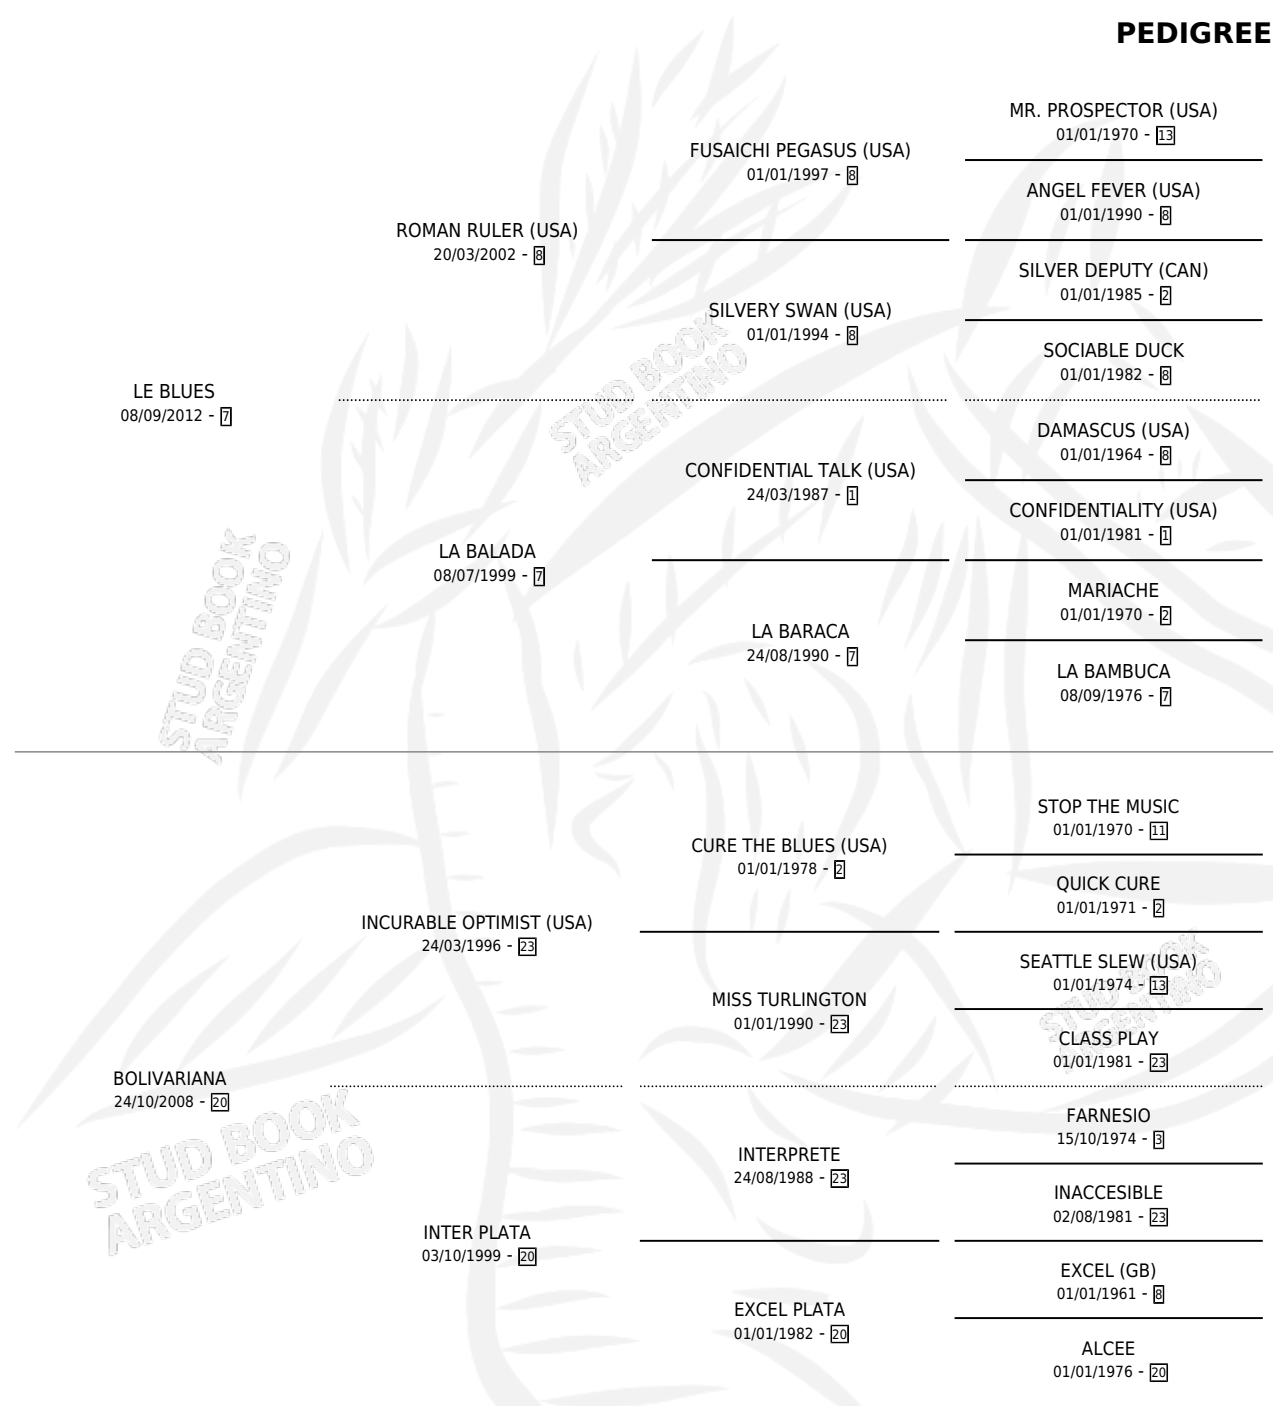 PEDIGREE
MR. PROSPECTOR (USA)
01/01/1970 - 13
FUSAICHI PEGASUS (USA)
01/01/1997 - 8
ANGEL FEVER (USA)
01/01/1990 - 8
ROMAN RULER (USA)
20/03/2002 - 8
SILVER DEPUTY (CAN)
01/01/1985 - 2
SILVERY SWAN (USA)
01/01/1994 - 8
SOCIABLE DUCK
01/01/1982 - 8
STUD BOOK
ARGENTINO
LE BLUES
08/09/2012 - 7
DAMASCUS (USA)
01/01/1964 - 8
CONFIDENTIAL TALK (USA)
24/03/1987 - 1
CONFIDENTIALITY (USA)
01/01/1981 - 1
LA BALADA
08/07/1999 - 7
MARIACHE
01/01/1970 - 2
LA BARACA
24/08/1990 - 7
LA BAMBUCA
08/09/1976 - 7
STUD BOOK
ARGENTINO
STOP THE MUSIC
01/01/1970 - 11
CURE THE BLUES (USA)
01/01/1978 - 2
QUICK CURE
01/01/1971 - 2
INCURABLE OPTIMIST (USA)
24/03/1996 - 23
SEATTLE SLEW (USA)
01/01/1974 - 13
MISS TURLINGTON
01/01/1990 - 23
STUD BOOK
ARGENTINO
CLASS PLAY
01/01/1981 - 23
BOLIVARIANA
24/10/2008 - 20
FARNESIO
15/10/1974 - 3
INTERPRETE
24/08/1988 - 23
STUD BOOK
ARGENTINO
INACCESIBLE
02/08/1981 - 23
INTER PLATA
03/10/1999 - 20
EXCEL (GB)
01/01/1961 - 8
EXCEL PLATA
01/01/1982 - 20
ALCEE
01/01/1976 - 20